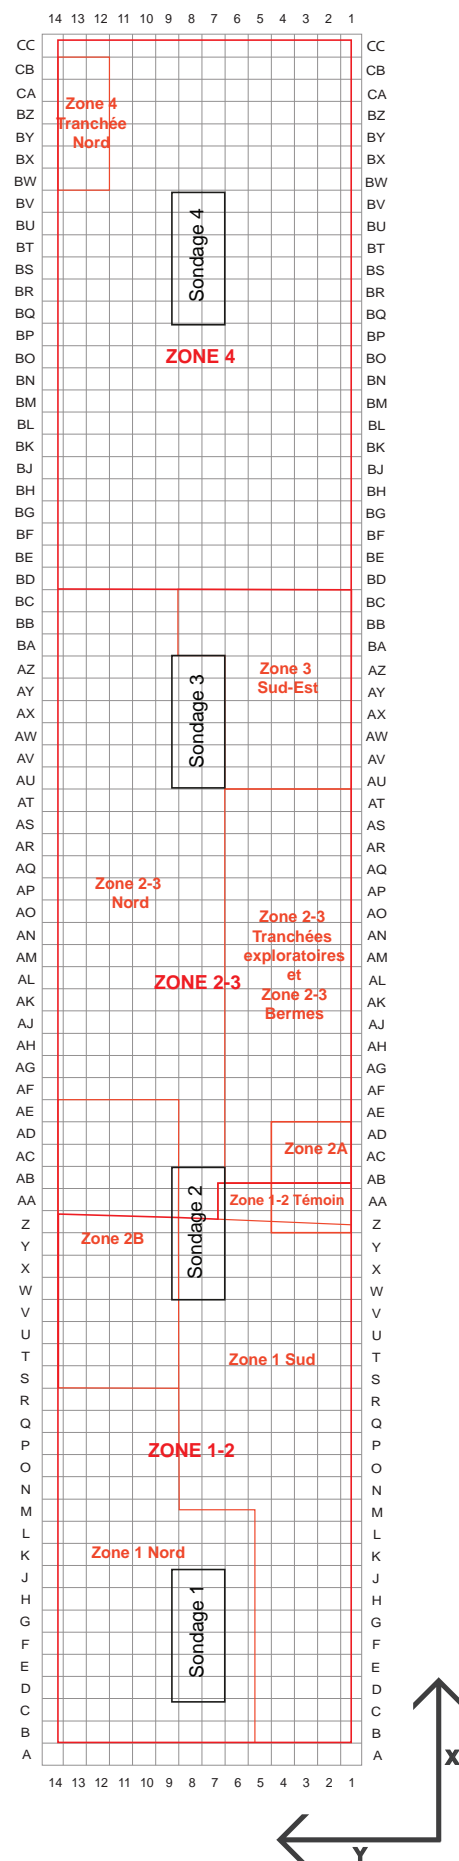 14 13 12 11 10 9 8 7 6 5 4 3 2 1
CC CC
CB CB
CA CA
Zone 4
BZ BZ
Tranchée
BY BY
Nord
BX BX
BW BW
BV BV
BU BU
BT BT
Sondage 4
BS BS
BR BR
BQ BQ
BP BP
BO ZONE 4 BO
BN BN
BM BM
BL BL
BK BK
BJ BJ
BH BH
BG BG
BF BF
BE BE
BD BD
BC BC
BB BB
BA BA
AZ Zone 3 AZ
AY Sud-Est AY
AX AX
Sondage 3
AW AW
AV AV
AU AU
AT AT
AS AS
AR AR
AQ AQ
Zone 2-3
AP AP
Nord
AO Zone 2-3 AO
AN Tranchées AN
AM exploratoires AM
et
AL ZONE 2-3 AL
AK Zone 2-3 AK
AJ Bermes AJ
AH AH
AG AG
AF AF
AE AE
AD AD
AC Zone 2A AC
AB AB
AA Zone 1-2 Témoin AA
Sondage 2
Z Z
Zone 2B
Y Y
X X
W W
V V
U U
T Zone 1 Sud T
S S
R R
Q Q
P ZONE 1-2 P
O O
N N
M M
L L
K Zone 1 Nord K
J J
H H
G G
Sondage 1
F F
E E
D D
C C
B B
A A
X
14 13 12 11 10 9 8 7 6 5 4 3 2 1
Y